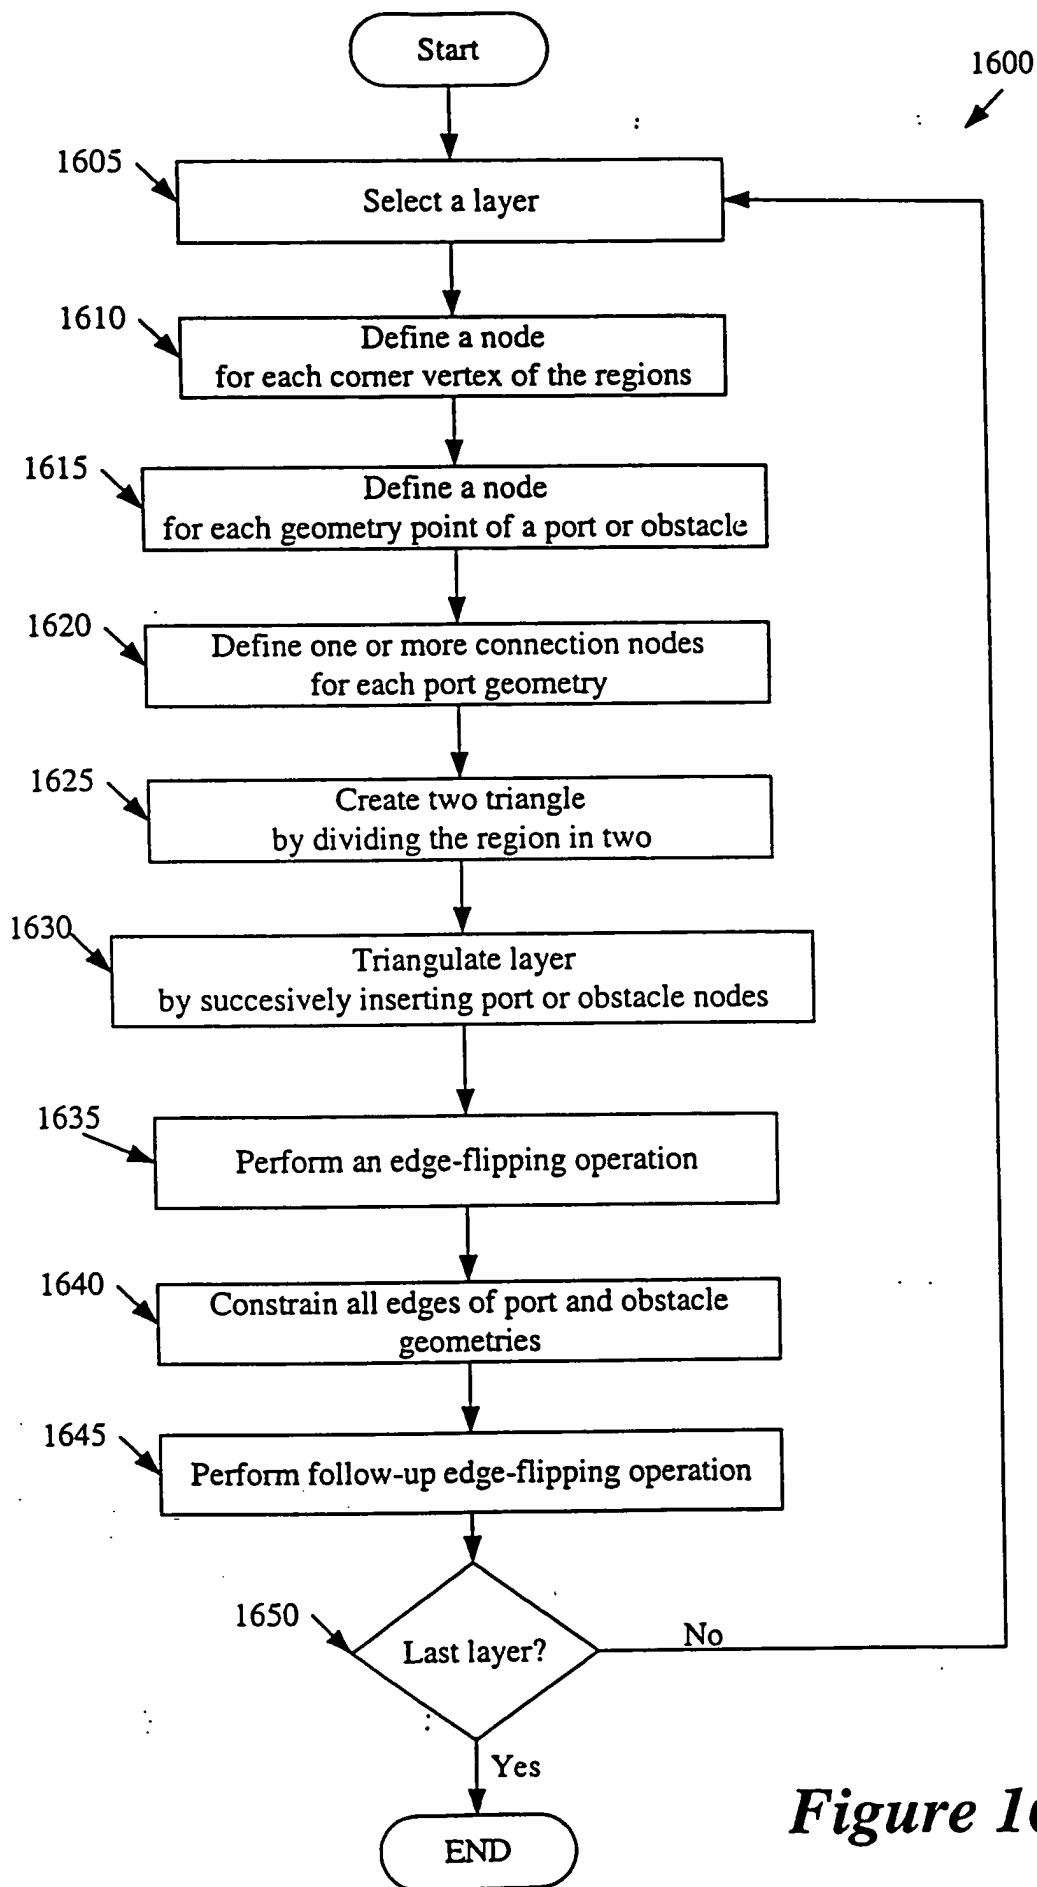 Start
1600
1605
Select a layer
1610
Define a node
for each corner vertex of the regions
1615
Define a node
for each geometry point of a port or obstacle
1620
Define one or more connection nodes
for each port geometry
1625
Create two triangle
by dividing the region in two
1630
Triangulate layer
by succesively inserting port or obstacle nodes
1635
Perform an edge-flipping operation
1640
Constrain all edges of port and obstacle
geometries
1645
Perform follow-up edge-flipping operation
1650
Last layer?
No
Yes
END
Figure